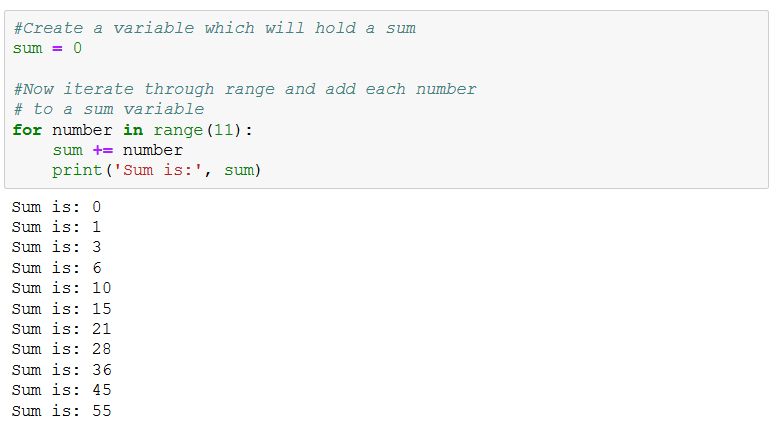 #Create a variable which will hold a sum
sum = 0
#Now iterate through range and add each number
# to a sum variable
for number in range(11):
    sum += number
    print('Sum is:', sum)
Sum is: 0
Sum is: 1
Sum is: 3
Sum is: 6
Sum is: 10
Sum is: 15
Sum is: 21
Sum is: 28
Sum is: 36
Sum is: 45
Sum is: 55